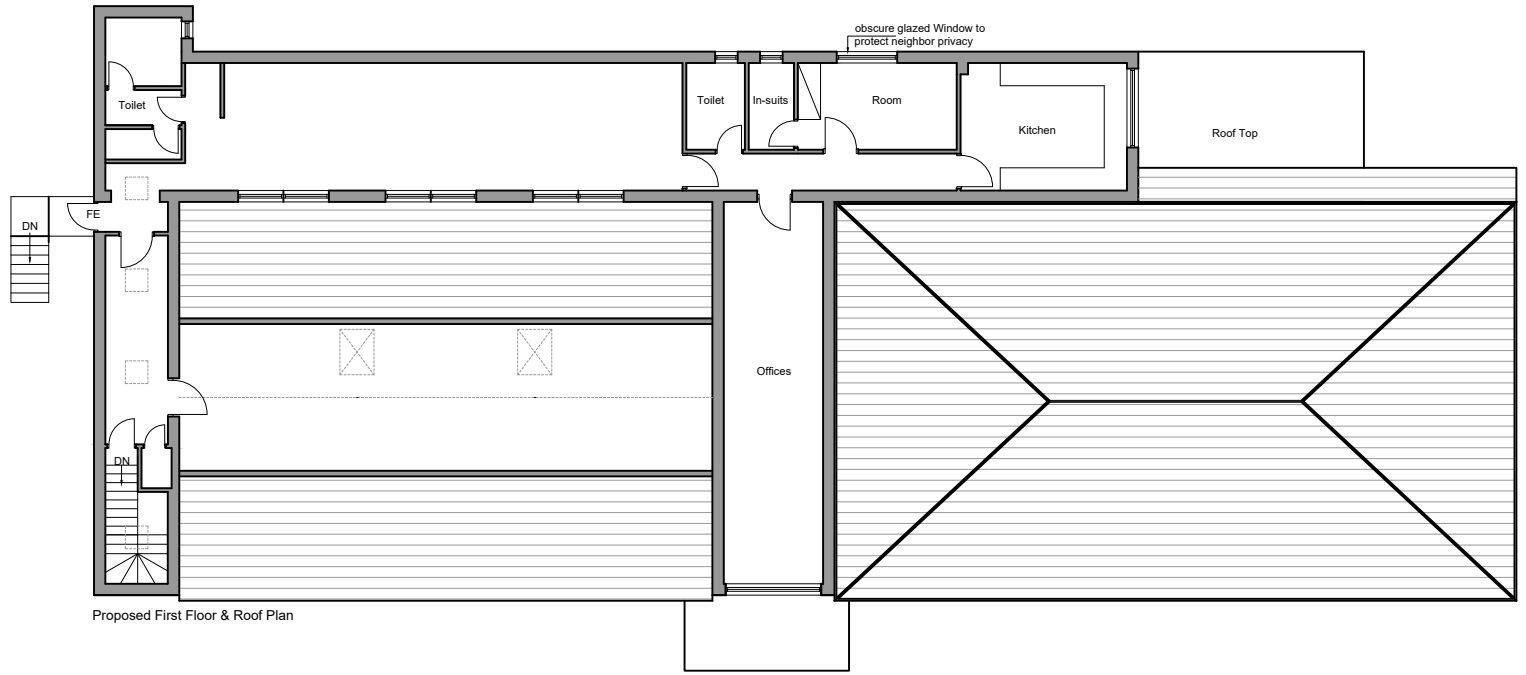 obscure glazed Window to
protect neighbor privacy
Toilet
Toilet
In-suits
Room
Kitchen
Roof Top
FE
DN
Offices
DN
Proposed First Floor & Roof Plan